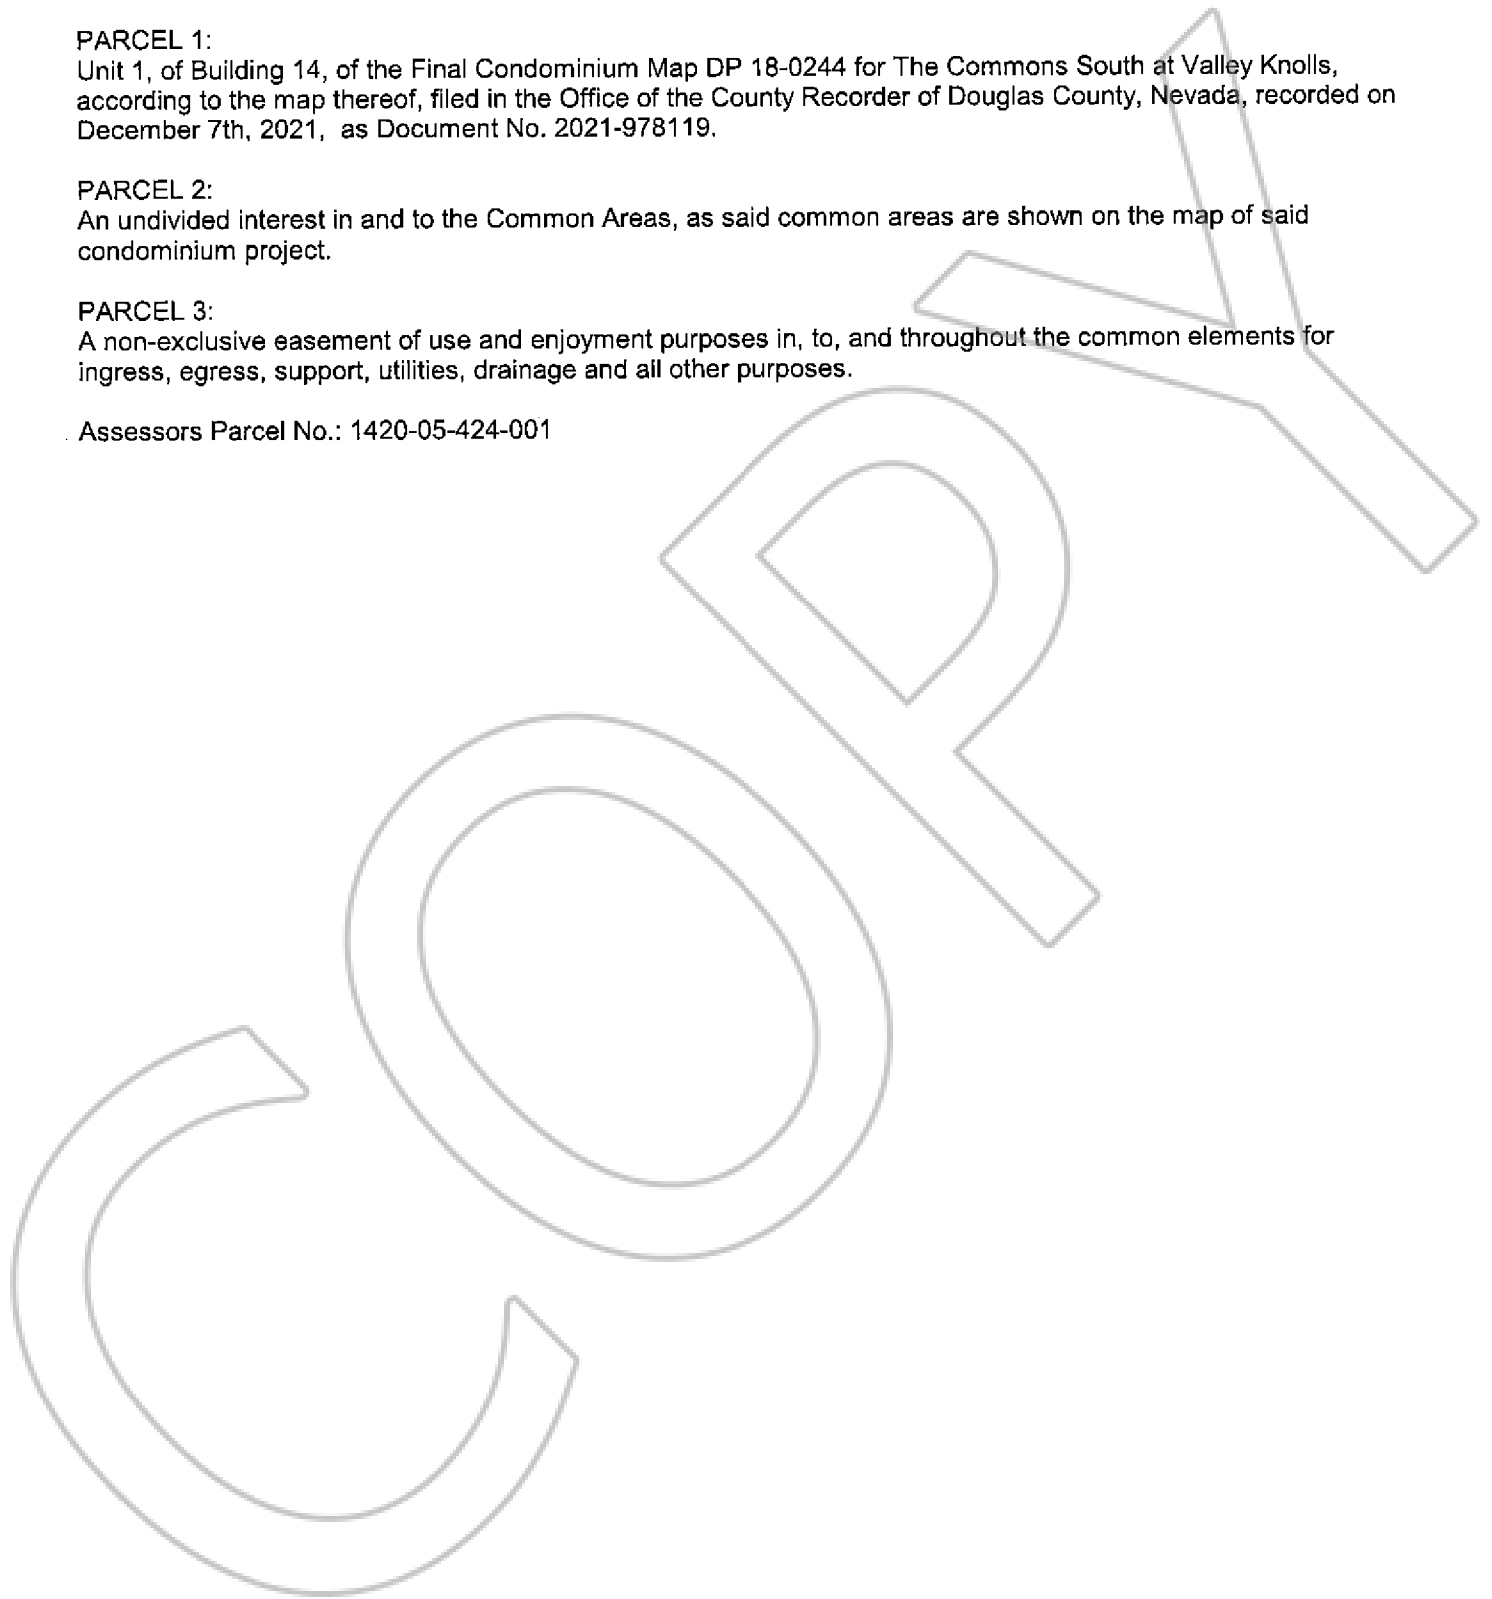 PARCEL 1:
Unit 1, of Building 14, of the Final Condominium Map DP 18-0244 for The Commons South at Valley Knolls,
according to the map thereof, filed in the Office of the County Recorder of Douglas County, Nevada, recorded on
December 7th, 2021,  as Document No. 2021-978119.
PARCEL 2:
An undivided interest in and to the Common Areas, as said common areas are shown on the map of said
condominium project.
PARCEL 3:
A non-exclusive easement of use and enjoyment purposes in, to, and throughout the common elements for
ingress, egress, support, utilities, drainage and all other purposes.
Assessors Parcel No.: 1420-05-424-001
COPY